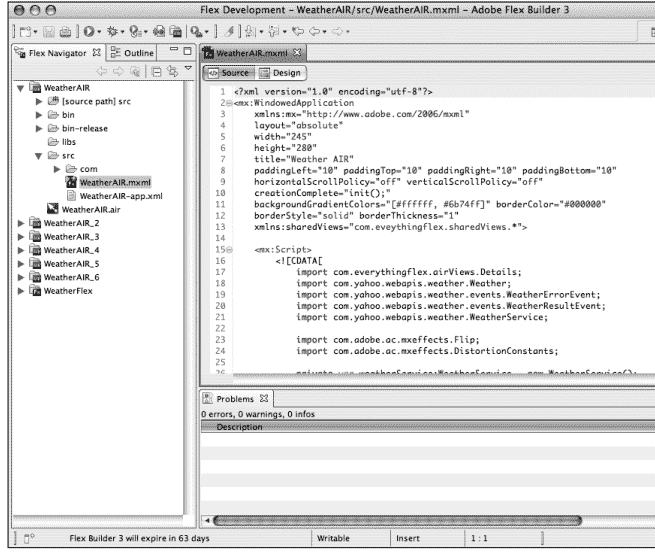 Flex Development - WeatherAIR/src/WeatherAIR.mxml - Adobe Flex Builder 3
Flex Navigator
Outline
WeatherAIR
[source path] src
bin
bin-release
libs
src
com
WeatherAIR.mxml
WeatherAIR-app.xml
WeatherAIR.air
WeatherAIR_2
WeatherAIR_3
WeatherAIR_4
WeatherAIR_5
WeatherAIR_6
WeatherFlex
WeatherAIR.mxml
Source Design
1 <?xml version="1.0" encoding="utf-8"?>
2 <mx:WindowedApplication
3 xmlns:mx="http://www.adobe.com/2006/mxml"
4 layout="absolute"
5 width="245"
6 height="280"
7 title="Weather AIR"
8 paddingLeft="10" paddingTop="10" paddingRight="10" paddingBottom="10"
9 horizontalScrollPolicy="off" verticalScrollPolicy="off"
10 creationComplete="init();"
11 backgroundGradientColors="[#ffffff, #6b74ff]" borderColor="#000000"
12 borderStyle="solid" borderThickness="1"
13 xmlns:sharedViews="com.eveythingflex.sharedViews.*">
14
15 <mx:Script>
16 <![CDATA[
17 import com.everythingflex.airViews.Details;
18 import com.yahoo.webapis.weather.Weather;
19 import com.yahoo.webapis.weather.events.WeatherErrorEvent;
20 import com.yahoo.webapis.weather.events.WeatherResultEvent;
21 import com.yahoo.webapis.weather.WeatherService;
22
23 import com.adobe.ac.mxeffects.Flip;
24 import com.adobe.ac.mxeffects.DistortionConstants;
25
26 private var weatherService:WeatherService = new WeatherService();
Problems
0 errors, 0 warnings, 0 infos
Description
Flex Builder 3 will expire in 63 days
Writable
Insert
1 : 1